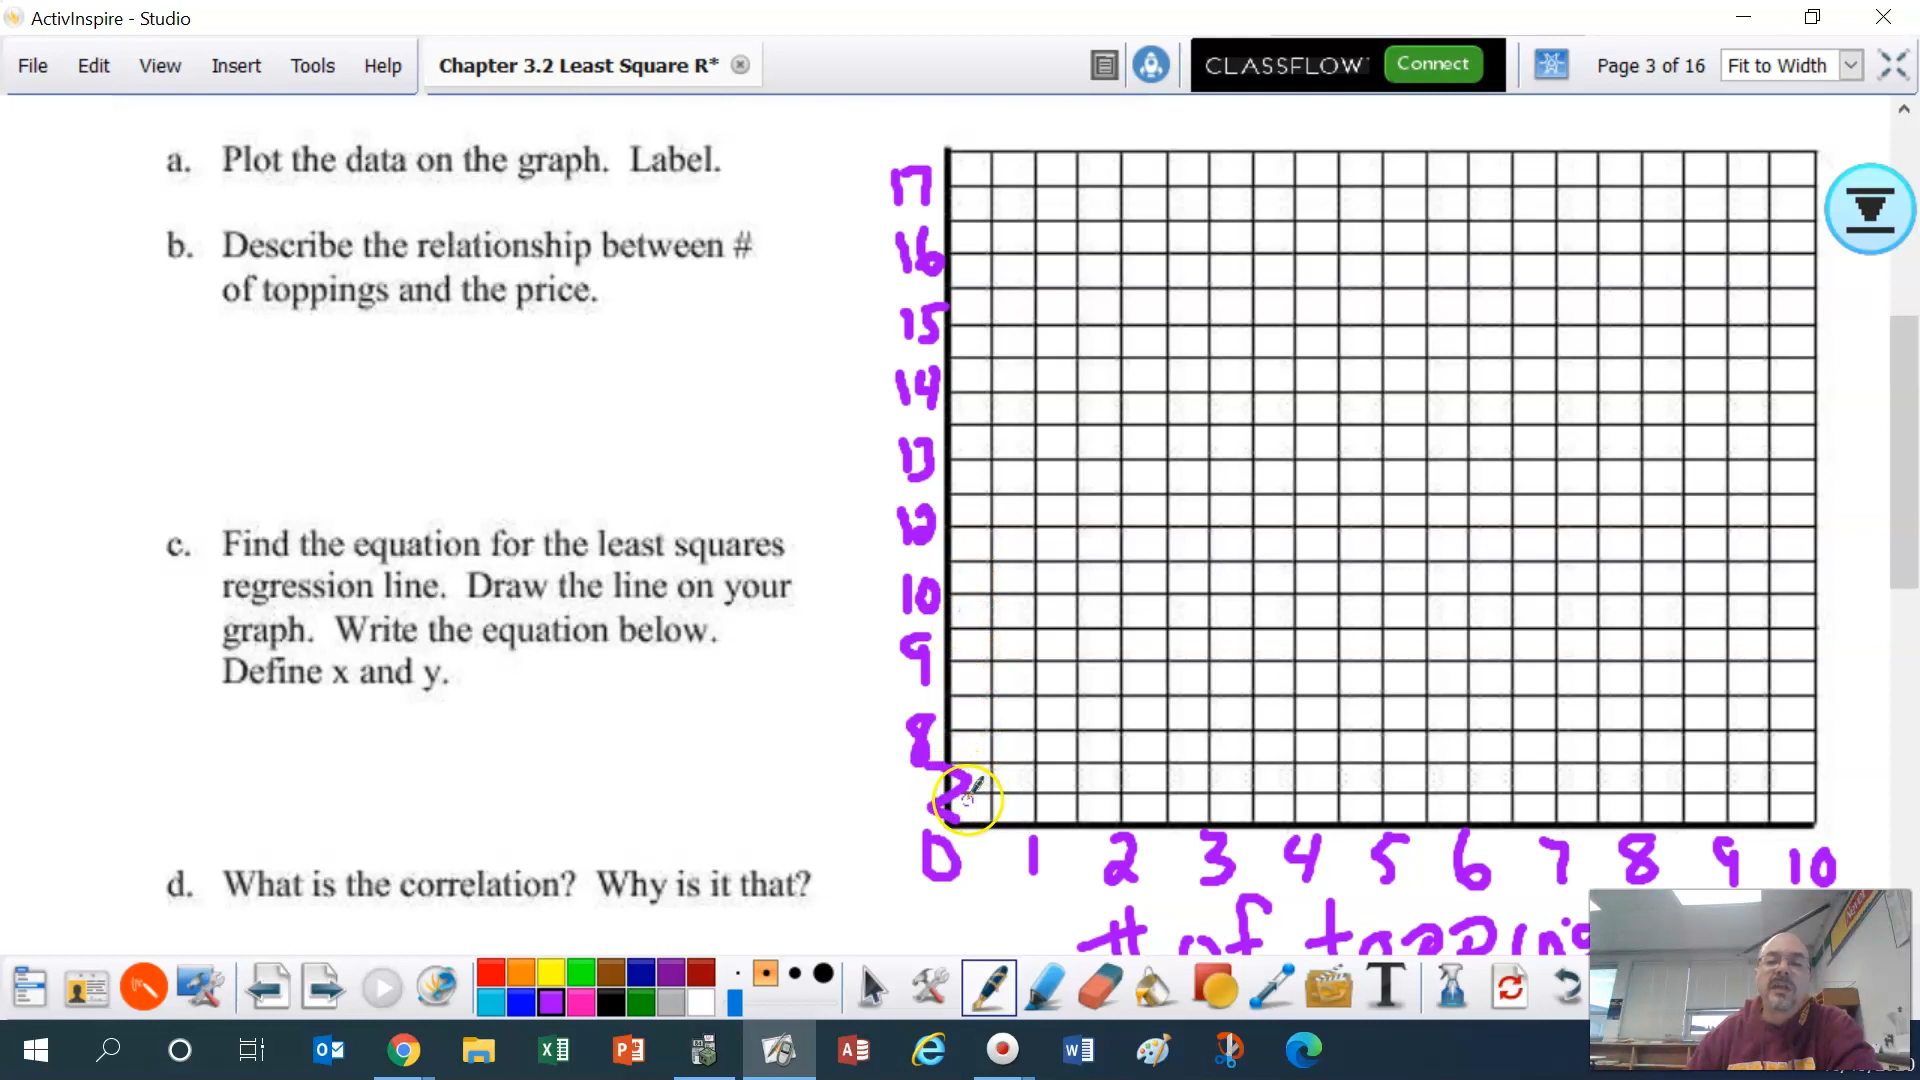 ActivInspire - Studio
File Edit View Insert Tools Help Chapter 3.2 Least Square R* CLASSFLOW Connect Page 3 of 16 Fit to Width
a. Plot the data on the graph. Label.
b. Describe the relationship between #
of toppings and the price.
c. Find the equation for the least squares
regression line. Draw the line on your
graph. Write the equation below.
Define x and y.
d. What is the correlation? Why is it that?
17
16
15
14
13
12
10
9
8
0 1 2 3 4 5 6 7 8 9 10
# of